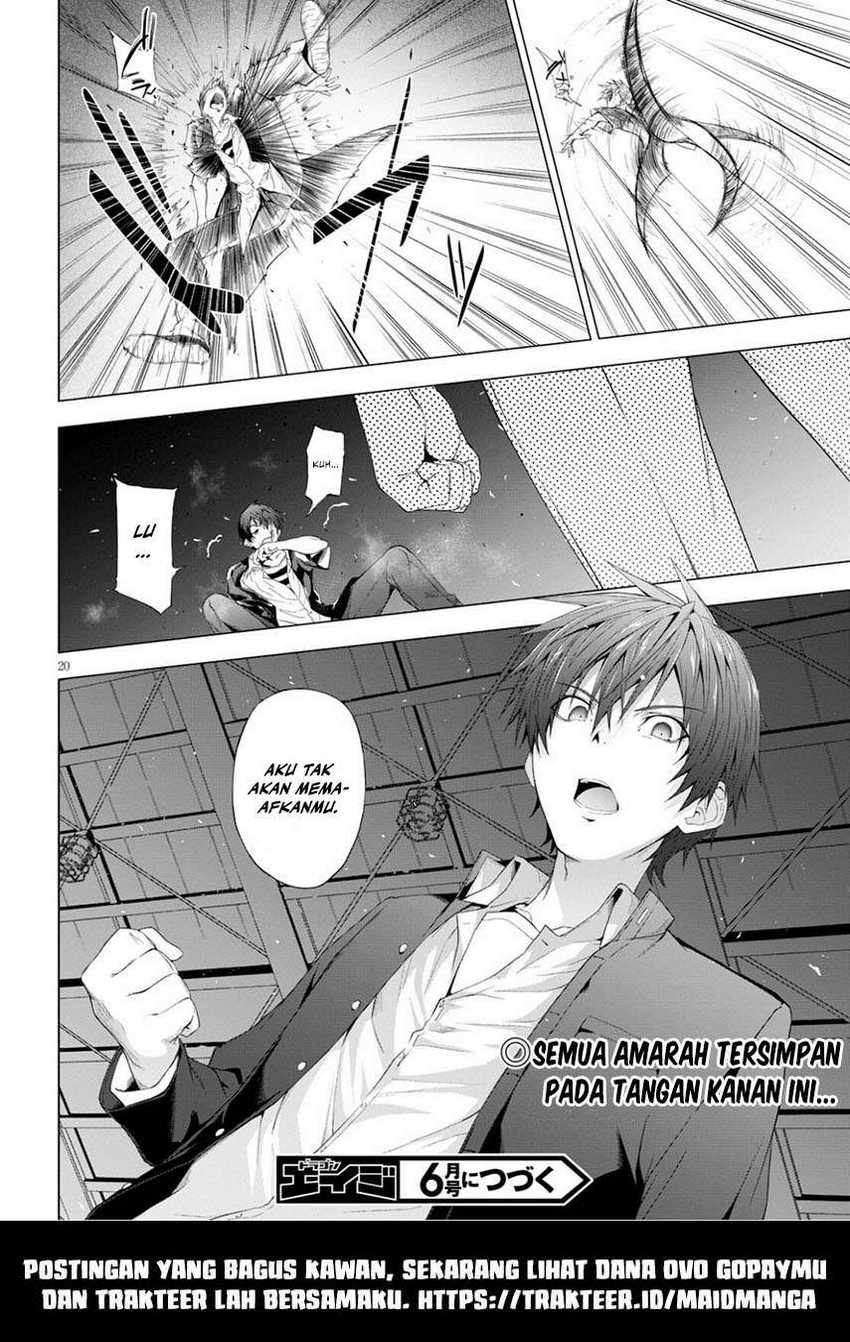 KUH...
LU
...
20
AKU TAK
AKAN MEMA-
AFKANMU.
◎SEMUA AMARAH TERSIMPAN
PADA TANGAN KANAN INI...
ドラゴン
エイジ
6月号につづく
POSTINGAN YANG BAGUS KAWAN, SEKARANG LIHAT DANA OVO GOPAYMU
DAN TRAKTEER LAH BERSAMAKU. HTTPS://TRAKTEER.ID/MAIDMANGA